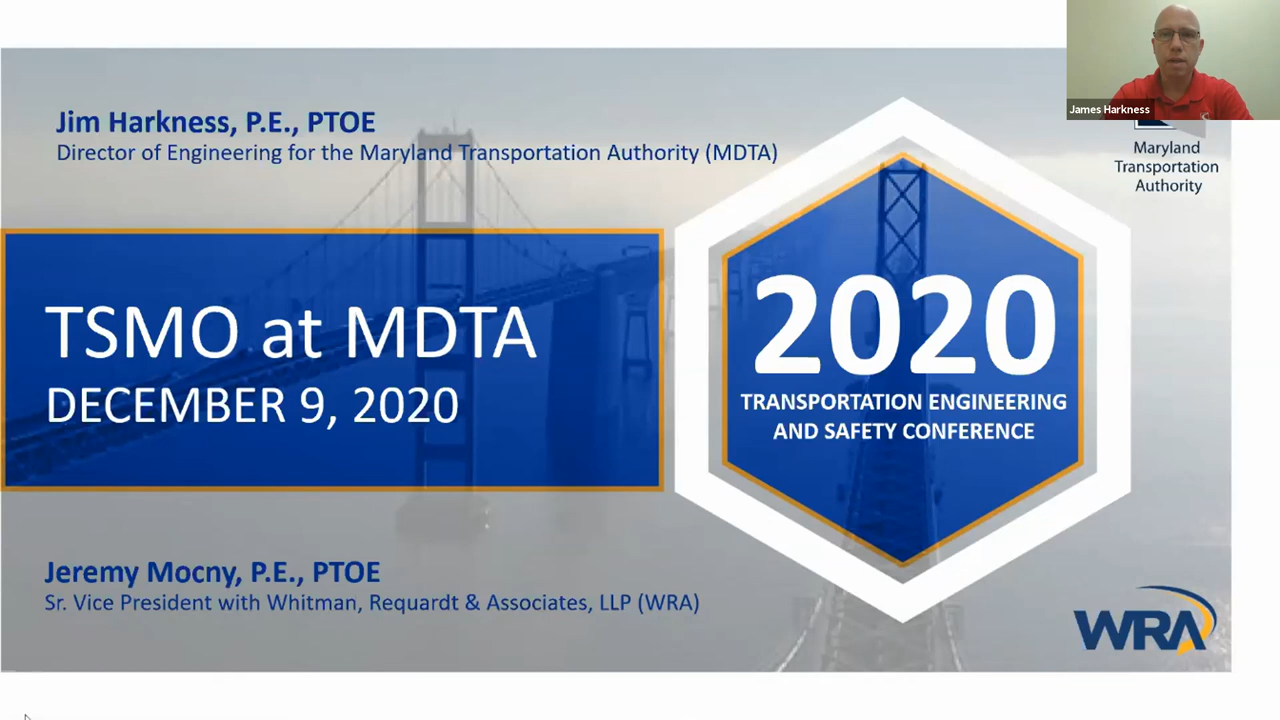 Jim Harkness, P.E., PTOE
Director of Engineering for the Maryland Transportation Authority (MDTA)
James Harkness
Maryland
Transportation
Authority
TSMO at MDTA
DECEMBER 9, 2020
2020
TRANSPORTATION ENGINEERING
AND SAFETY CONFERENCE
Jeremy Mocny, P.E., PTOE
Sr. Vice President with Whitman, Requardt & Associates, LLP (WRA)
WRA